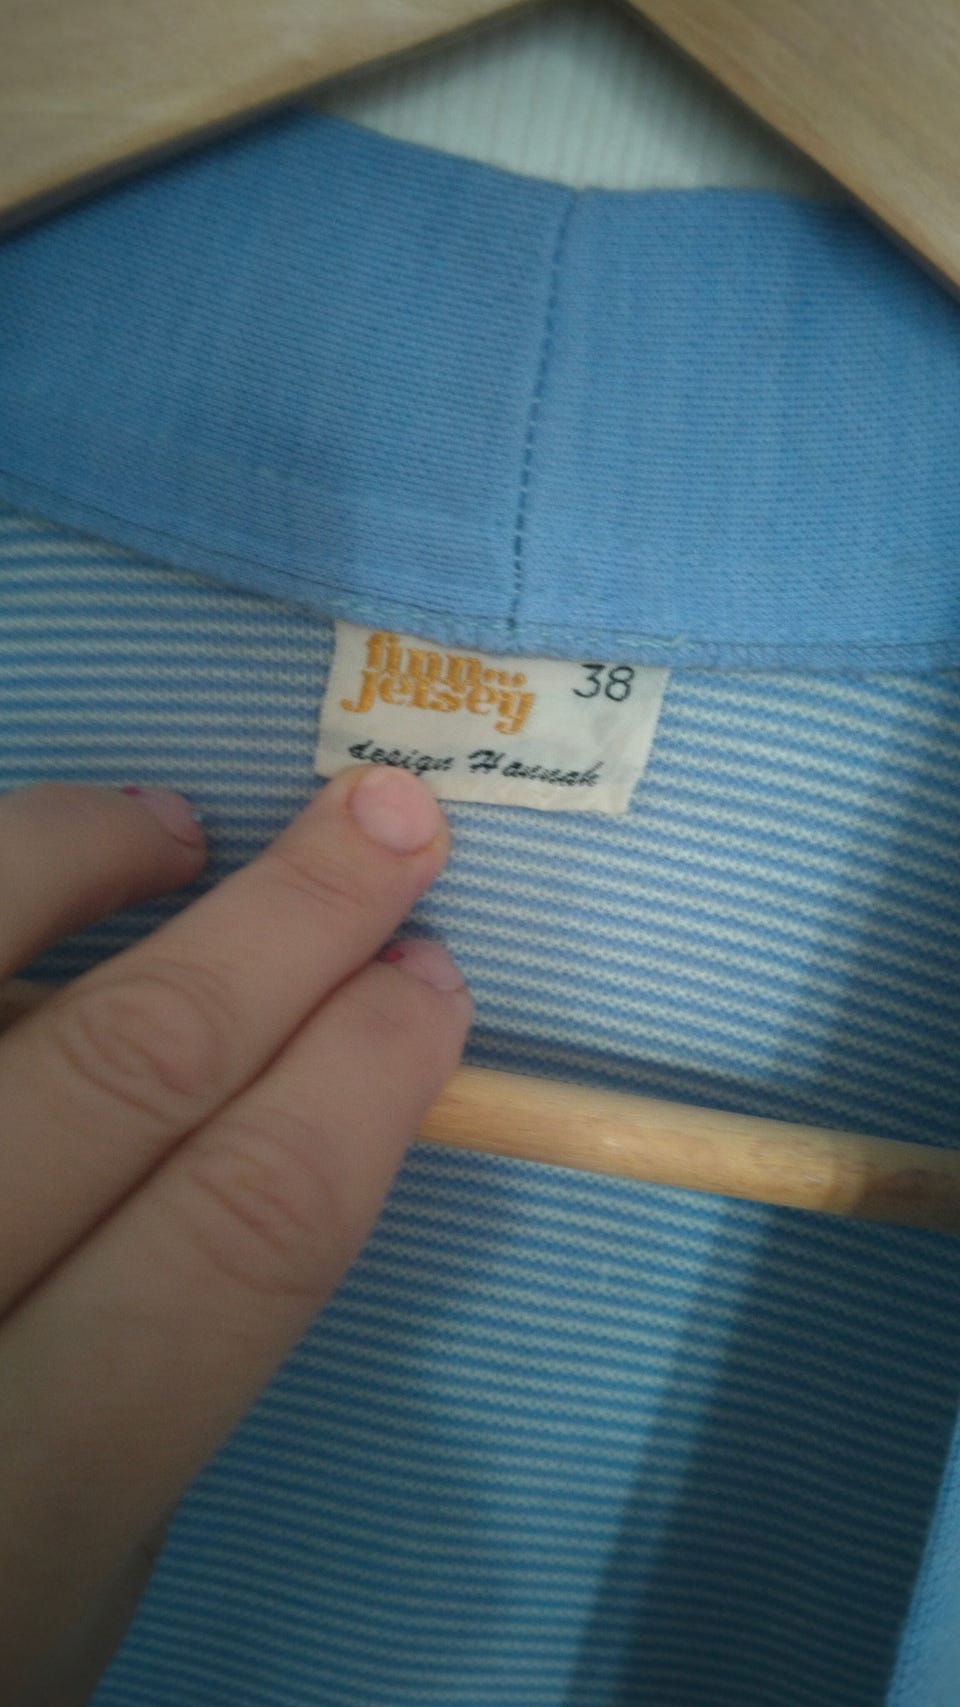 finn
jersey
38
design Hannah